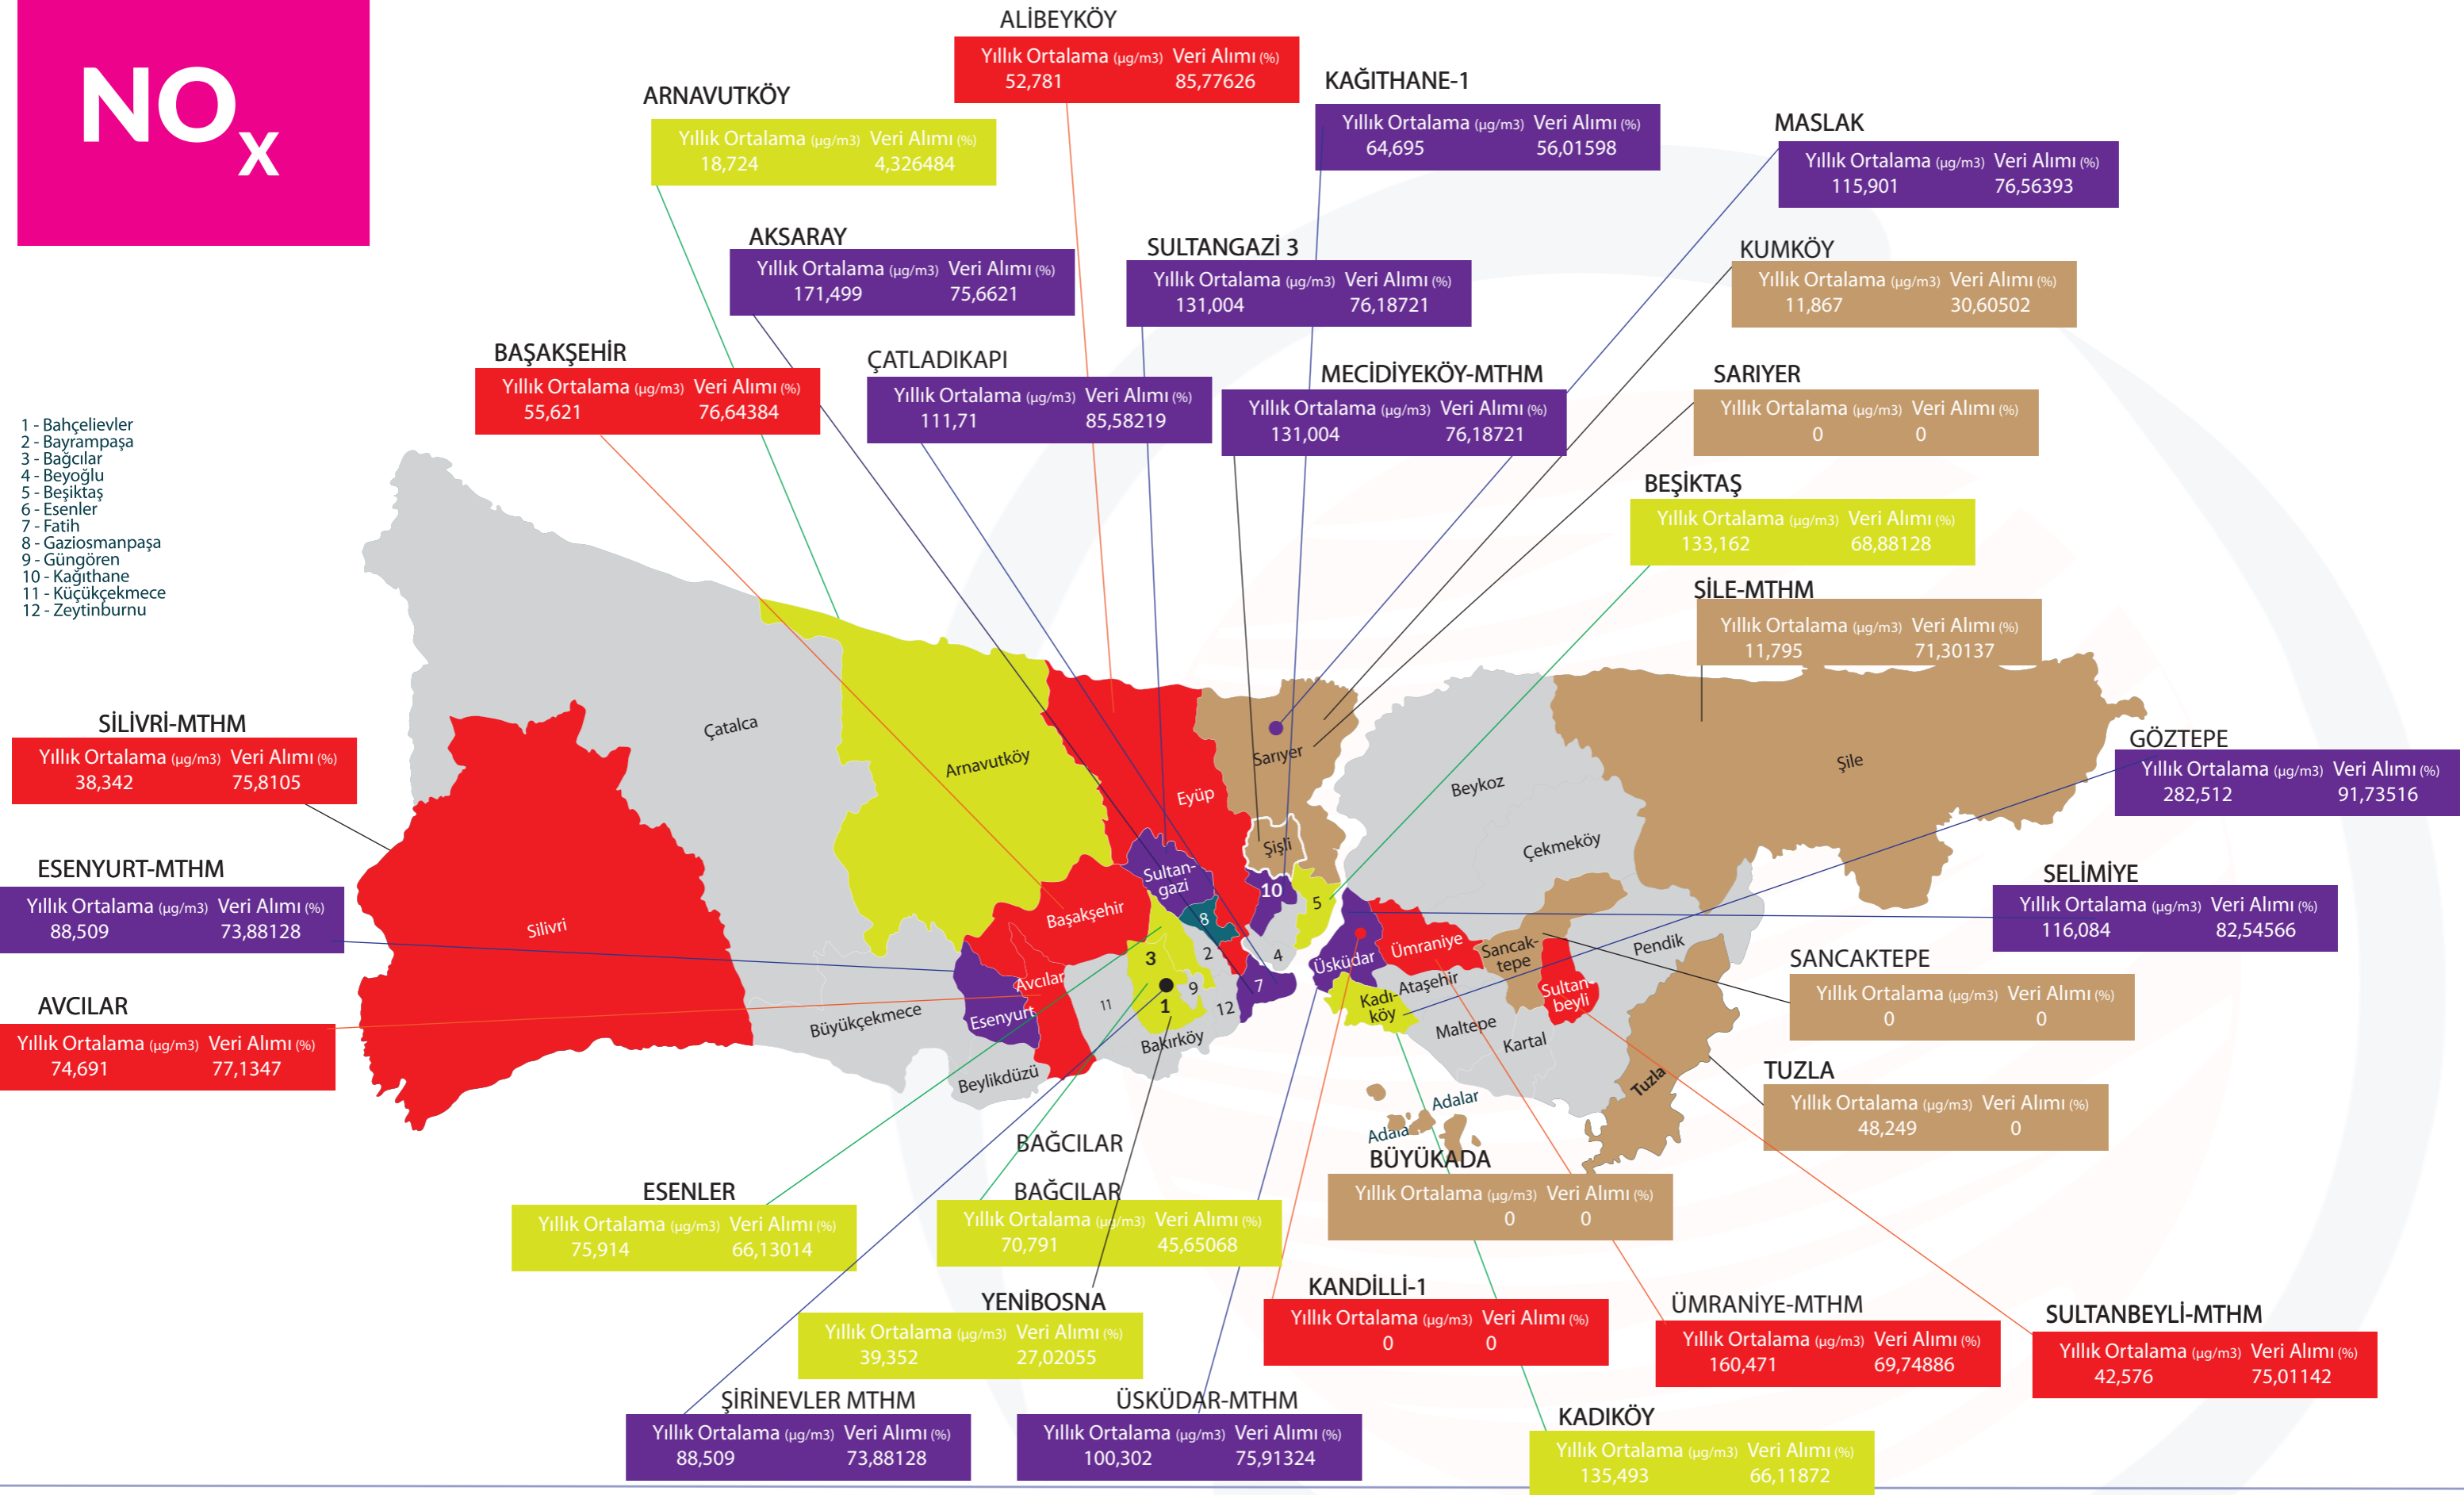 NOx
ALİBEYKÖY
Yıllık Ortalama (µg/m3) Veri Alımı (%)
52,781 85,77626
ARNAVUTKÖY
Yıllık Ortalama (µg/m3) Veri Alımı (%)
18,724 4,326484
KAĞITHANE-1
Yıllık Ortalama (µg/m3) Veri Alımı (%)
64,695 56,01598
MASLAK
Yıllık Ortalama (µg/m3) Veri Alımı (%)
115,901 76,56393
AKSARAY
Yıllık Ortalama (µg/m3) Veri Alımı (%)
171,499 75,6621
SULTANGAZİ 3
Yıllık Ortalama (µg/m3) Veri Alımı (%)
131,004 76,18721
KUMKÖY
Yıllık Ortalama (µg/m3) Veri Alımı (%)
11,867 30,60502
BAŞAKŞEHİR
Yıllık Ortalama (µg/m3) Veri Alımı (%)
55,621 76,64384
ÇATLADIKAPI
Yıllık Ortalama (µg/m3) Veri Alımı (%)
111,71 85,58219
MECİDİYEKÖY-MTHM
Yıllık Ortalama (µg/m3) Veri Alımı (%)
131,004 76,18721
SARIYER
Yıllık Ortalama (µg/m3) Veri Alımı (%)
0 0
1 - Bahçelievler
2 - Bayrampaşa
3 - Bağcılar
4 - Beyoğlu
5 - Beşiktaş
6 - Esenler
7 - Fatih
8 - Gaziosmanpaşa
9 - Güngören
10 - Kağıthane
11 - Küçükçekmece
12 - Zeytinburnu
BEŞİKTAŞ
Yıllık Ortalama (µg/m3) Veri Alımı (%)
133,162 68,88128
ŞİLE-MTHM
Yıllık Ortalama (µg/m3) Veri Alımı (%)
11,795 71,30137
SİLİVRİ-MTHM
Yıllık Ortalama (µg/m3) Veri Alımı (%)
38,342 75,8105
GÖZTEPE
Yıllık Ortalama (µg/m3) Veri Alımı (%)
282,512 91,73516
ESENYURT-MTHM
Yıllık Ortalama (µg/m3) Veri Alımı (%)
88,509 73,88128
SELİMİYE
Yıllık Ortalama (µg/m3) Veri Alımı (%)
116,084 82,54566
AVCILAR
Yıllık Ortalama (µg/m3) Veri Alımı (%)
74,691 77,1347
SANCAKTEPE
Yıllık Ortalama (µg/m3) Veri Alımı (%)
0 0
TUZLA
Yıllık Ortalama (µg/m3) Veri Alımı (%)
48,249 0
Çatalca
Arnavutköy
Eyüp
Sarıyer
Şişli
Beykoz
Çekmeköy
Şile
Silivri
Başakşehir
Sultan-
gazi
8
10
5
3
2
4
7
9
1
12
11
Avcılar
Esenyurt
Büyükçekmece
Beylikdüzü
Bakırköy
Üsküdar
Ümraniye
Sancak-
tepe
Sultan-
beyli
Pendik
Kadı-
köy
Ataşehir
Maltepe
Kartal
Tuzla
Adalar
Adala
BAĞCILAR
BÜYÜKADA
Yıllık Ortalama (µg/m3) Veri Alımı (%)
0 0
ESENLER
Yıllık Ortalama (µg/m3) Veri Alımı (%)
75,914 66,13014
BAĞCILAR
Yıllık Ortalama (µg/m3) Veri Alımı (%)
70,791 45,65068
YENİBOSNA
Yıllık Ortalama (µg/m3) Veri Alımı (%)
39,352 27,02055
KANDİLLİ-1
Yıllık Ortalama (µg/m3) Veri Alımı (%)
0 0
ÜMRANİYE-MTHM
Yıllık Ortalama (µg/m3) Veri Alımı (%)
160,471 69,74886
SULTANBEYLİ-MTHM
Yıllık Ortalama (µg/m3) Veri Alımı (%)
42,576 75,01142
ŞİRİNEVLER MTHM
Yıllık Ortalama (µg/m3) Veri Alımı (%)
88,509 73,88128
ÜSKÜDAR-MTHM
Yıllık Ortalama (µg/m3) Veri Alımı (%)
100,302 75,91324
KADIKÖY
Yıllık Ortalama (µg/m3) Veri Alımı (%)
135,493 66,11872